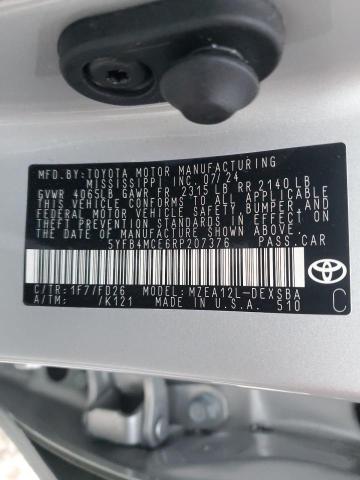 MFD.BY:TOYOTA MOTOR MANUFACTURING
MISSISSIPPI, INC. 07/24
GVWR 4065LB GAWR FR 2315 LB RR 2140 LB
THIS VEHICLE CONFORMS TO ALL APPLICABLE
FEDERAL MOTOR VEHICLE SAFETY, BUMPER, AND
THEFT PREVENTION STANDARDS IN EFFECT ON
THE DATE OF MANUFACTURE SHOWN ABOVE.
5YFB4MCE6RP207376 PASS.CAR
C/TR:1F7/FD26 MODEL:MZEA12L-DEXSBA
A/TM: /K121 MADE IN U.S.A. 510
TOYOTA
C